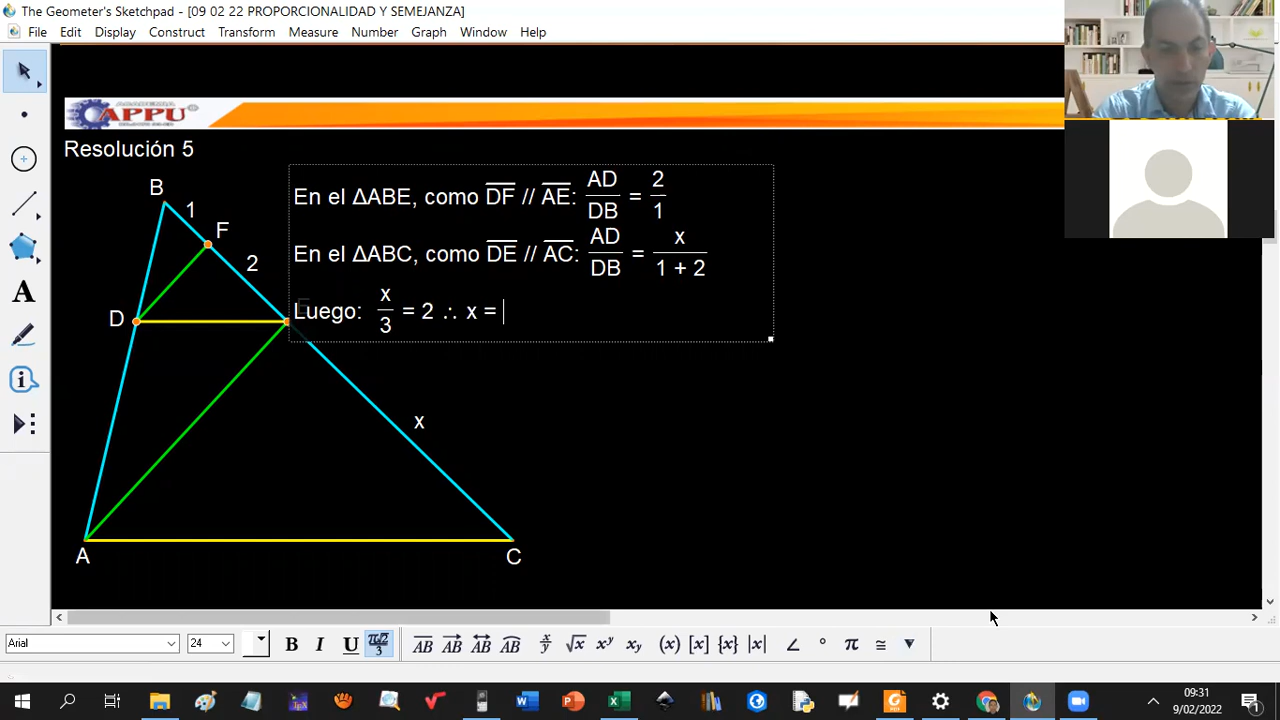 The Geometer's Sketchpad - [09 02 22 PROPORCIONALIDAD Y SEMEJANZA]
File Edit Display Construct Transform Measure Number Graph Window Help
ACADEMIA
APPU
Resolución 5
B
1
F
2
D
E
x
A
C
En el ΔABE, como DF // AE: AD/DB = 2/1
En el ΔABC, como DE // AC: AD/DB = x/(1 + 2)
Luego: x/3 = 2 ∴ x =
Arial 24 B I U
09:31
9/02/2022